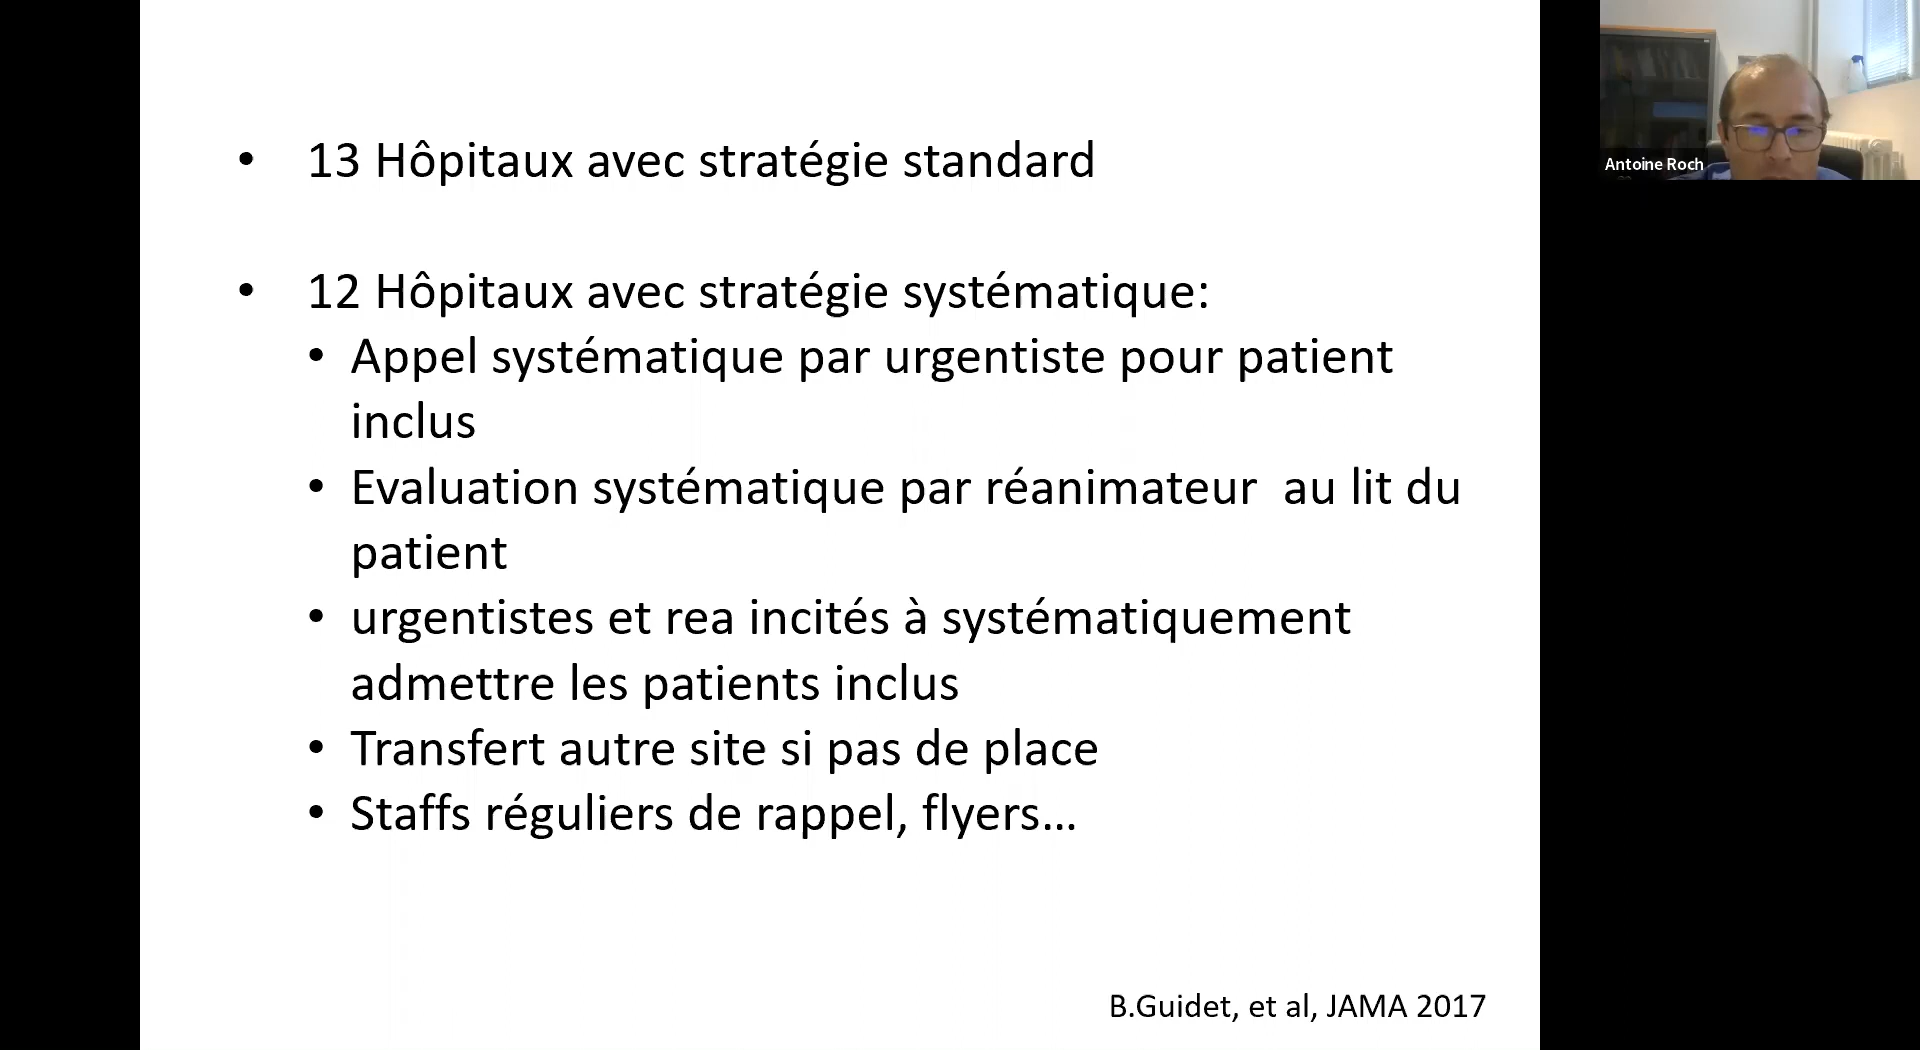 • 13 Hôpitaux avec stratégie standard
• 12 Hôpitaux avec stratégie systématique:
• Appel systématique par urgentiste pour patient
inclus
• Evaluation systématique par réanimateur  au lit du
patient
• urgentistes et rea incités à systématiquement
admettre les patients inclus
• Transfert autre site si pas de place
• Staffs réguliers de rappel, flyers…
B.Guidet, et al, JAMA 2017
Antoine Roch